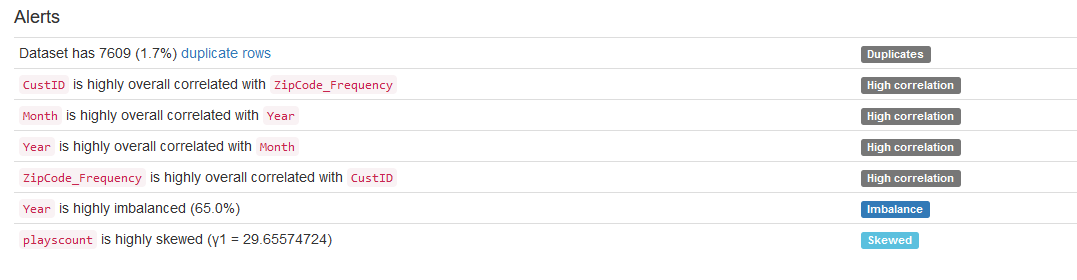 Alerts
Dataset has 7609 (1.7%) duplicate rows Duplicates
CustID is highly overall correlated with ZipCode_Frequency High correlation
Month is highly overall correlated with Year High correlation
Year is highly overall correlated with Month High correlation
ZipCode_Frequency is highly overall correlated with CustID High correlation
Year is highly imbalanced (65.0%) Imbalance
playscount is highly skewed (γ1 = 29.65574724) Skewed